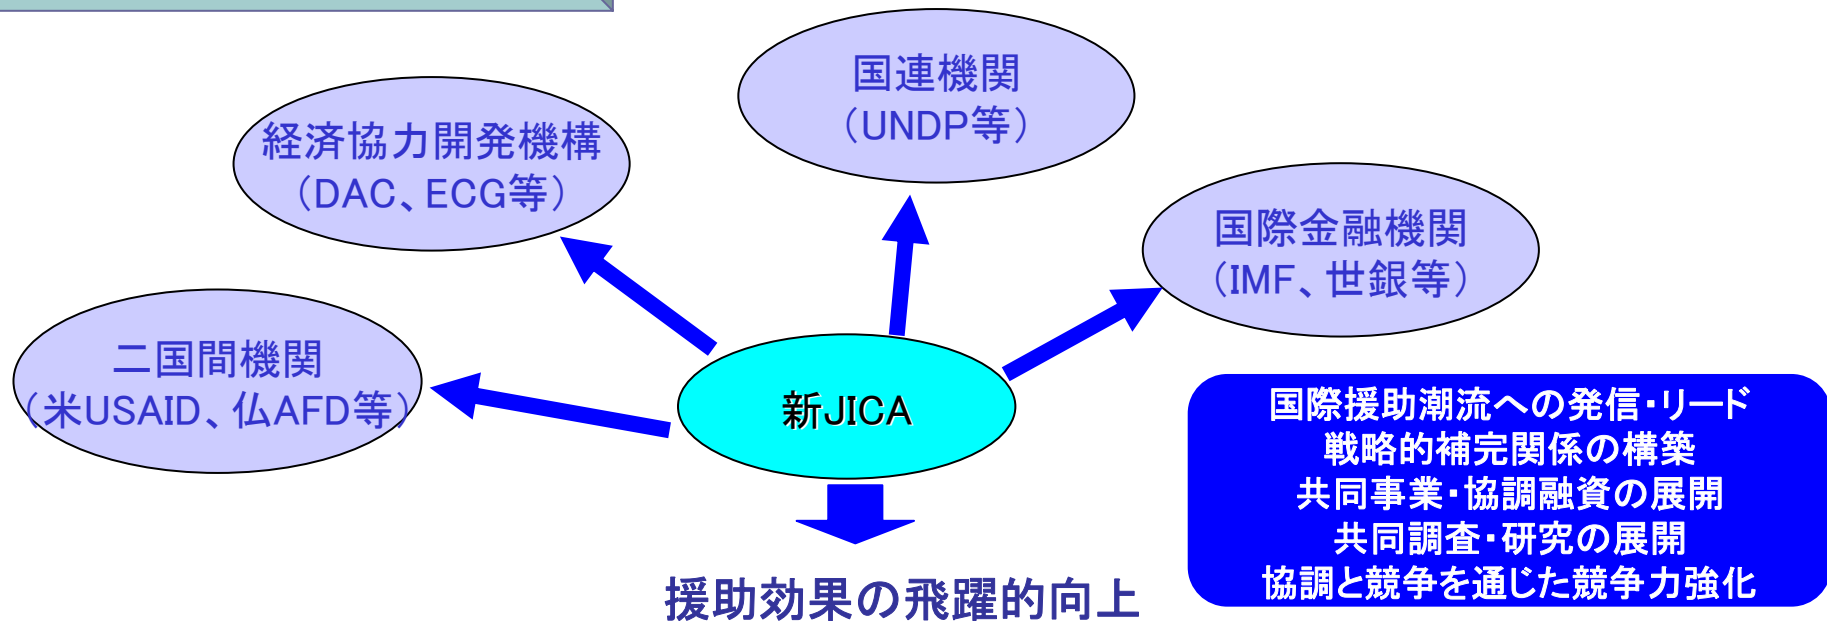 国連機関
（UNDP等）
経済協力開発機構
（DAC、ECG等）
国際金融機関
（IMF、世銀等）
二国間機関
（米USAID、仏AFD等）
新JICA
国際援助潮流への発信・リード
戦略的補完関係の構築
共同事業・協調融資の展開
共同調査・研究の展開
協調と競争を通じた競争力強化
援助効果の飛躍的向上